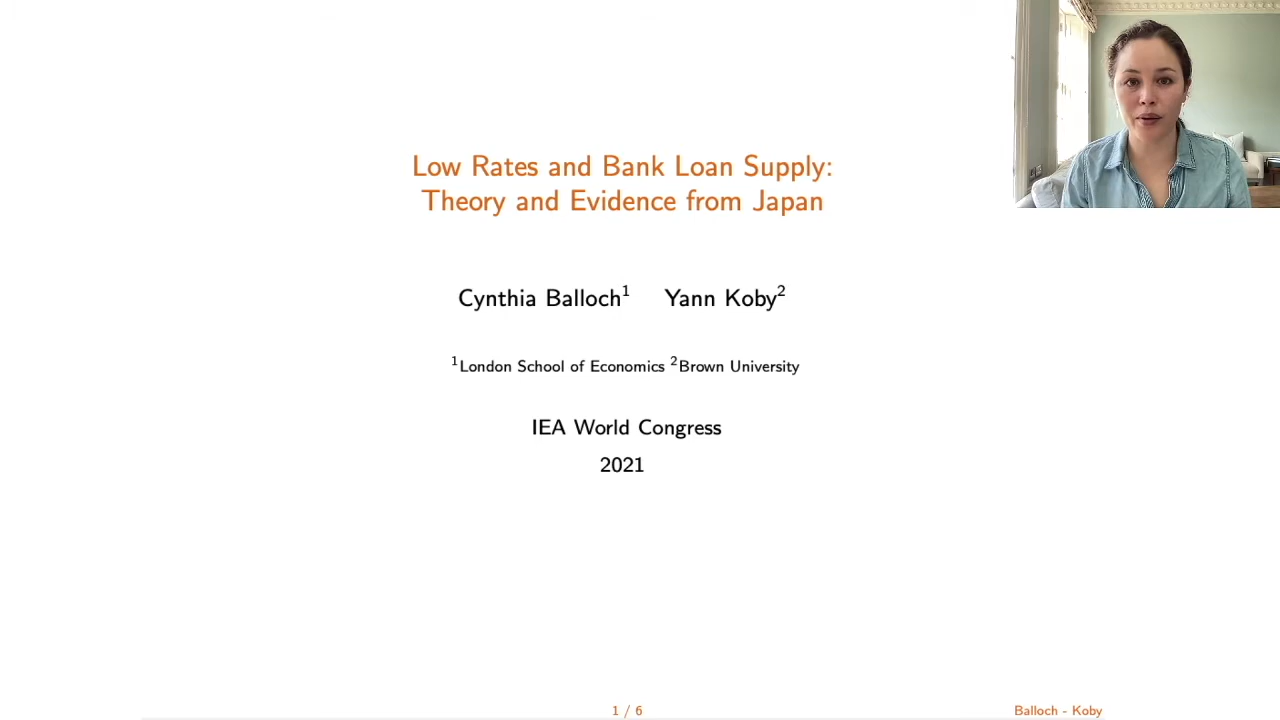 Low Rates and Bank Loan Supply:
Theory and Evidence from Japan
Cynthia Balloch¹ Yann Koby²
¹London School of Economics ²Brown University
IEA World Congress
2021
1 / 6
Balloch - Koby